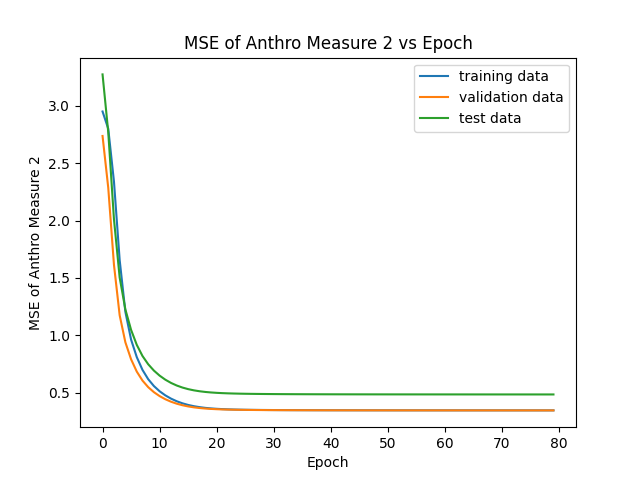 MSE of Anthro Measure 2 vs Epoch
training data
validation data
test data
MSE of Anthro Measure 2
3.0
2.5
2.0
1.5
1.0
0.5
0 10 20 30 40 50 60 70 80
Epoch